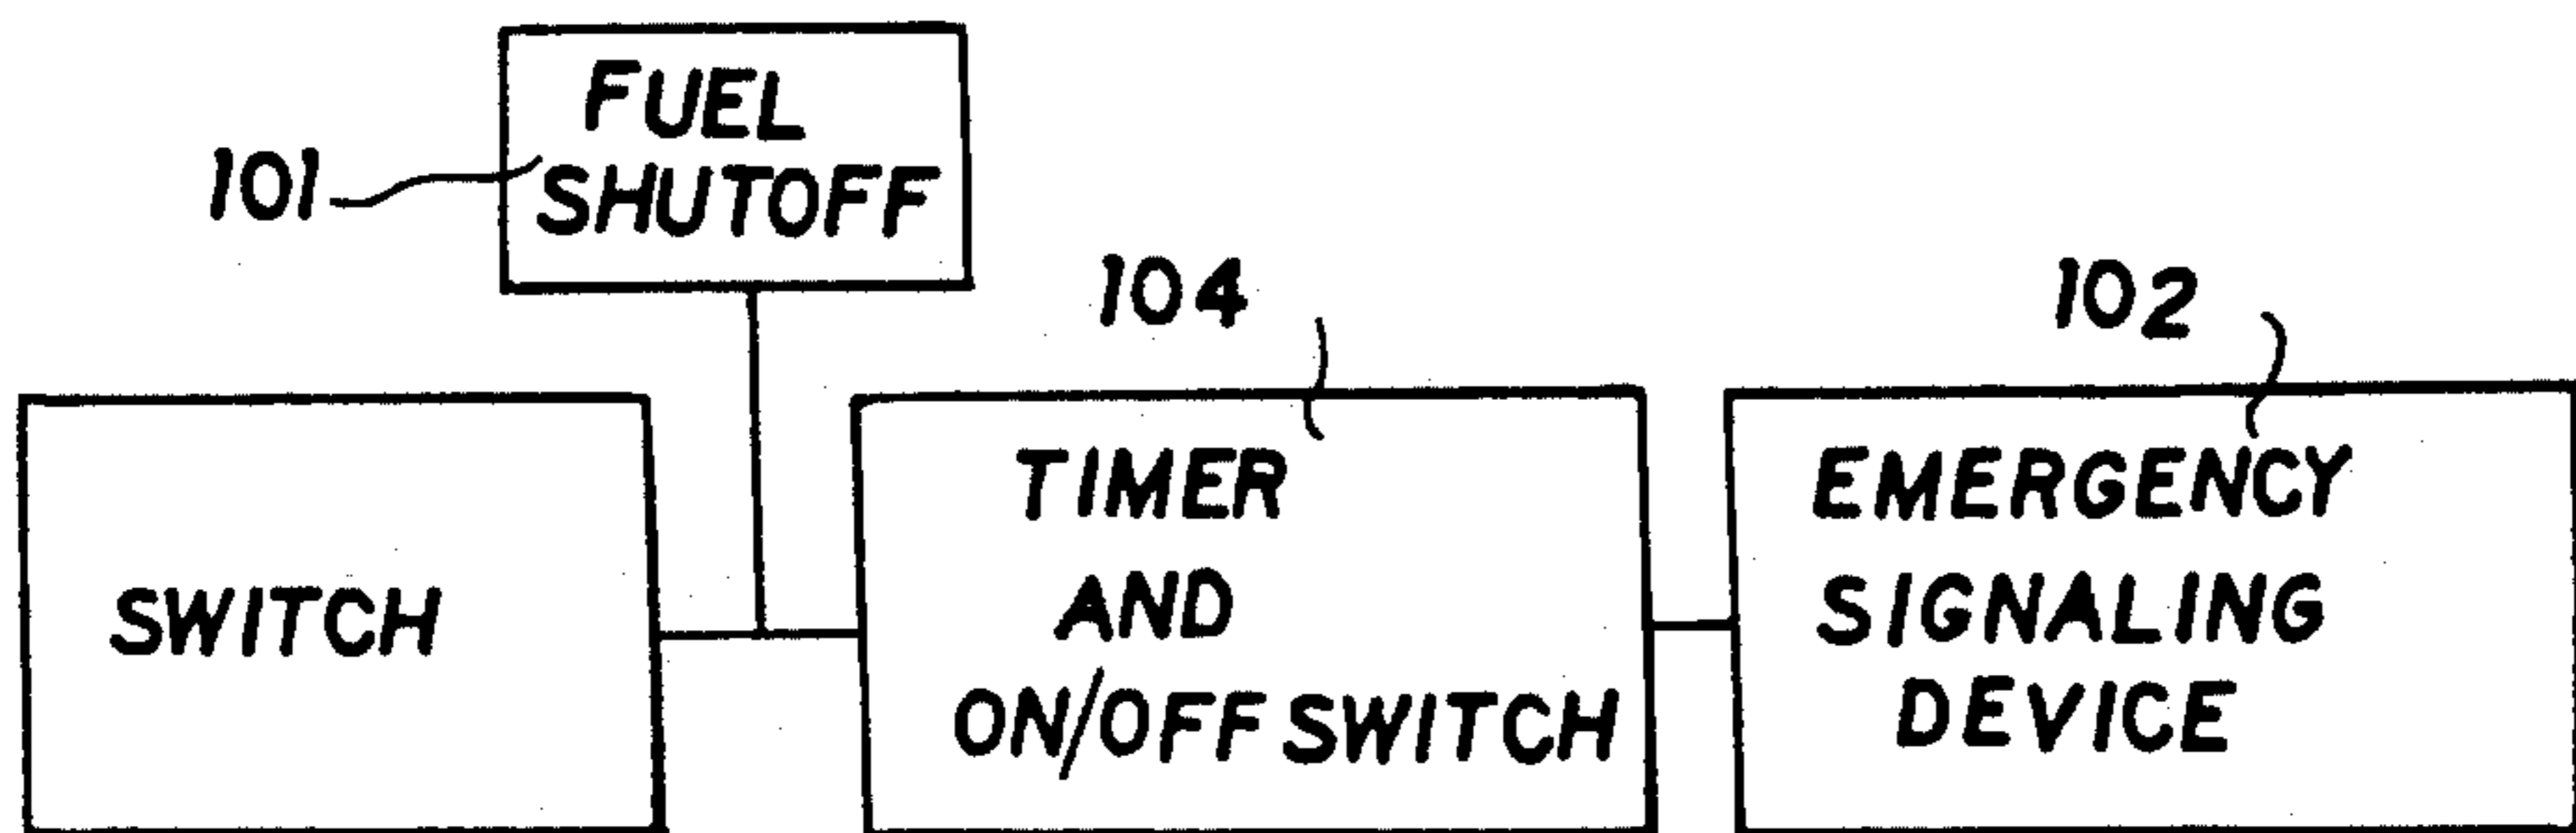 FUEL
SHUTOFF
101
104
102
SWITCH
TIMER
AND
ON/OFF SWITCH
EMERGENCY
SIGNALING
DEVICE